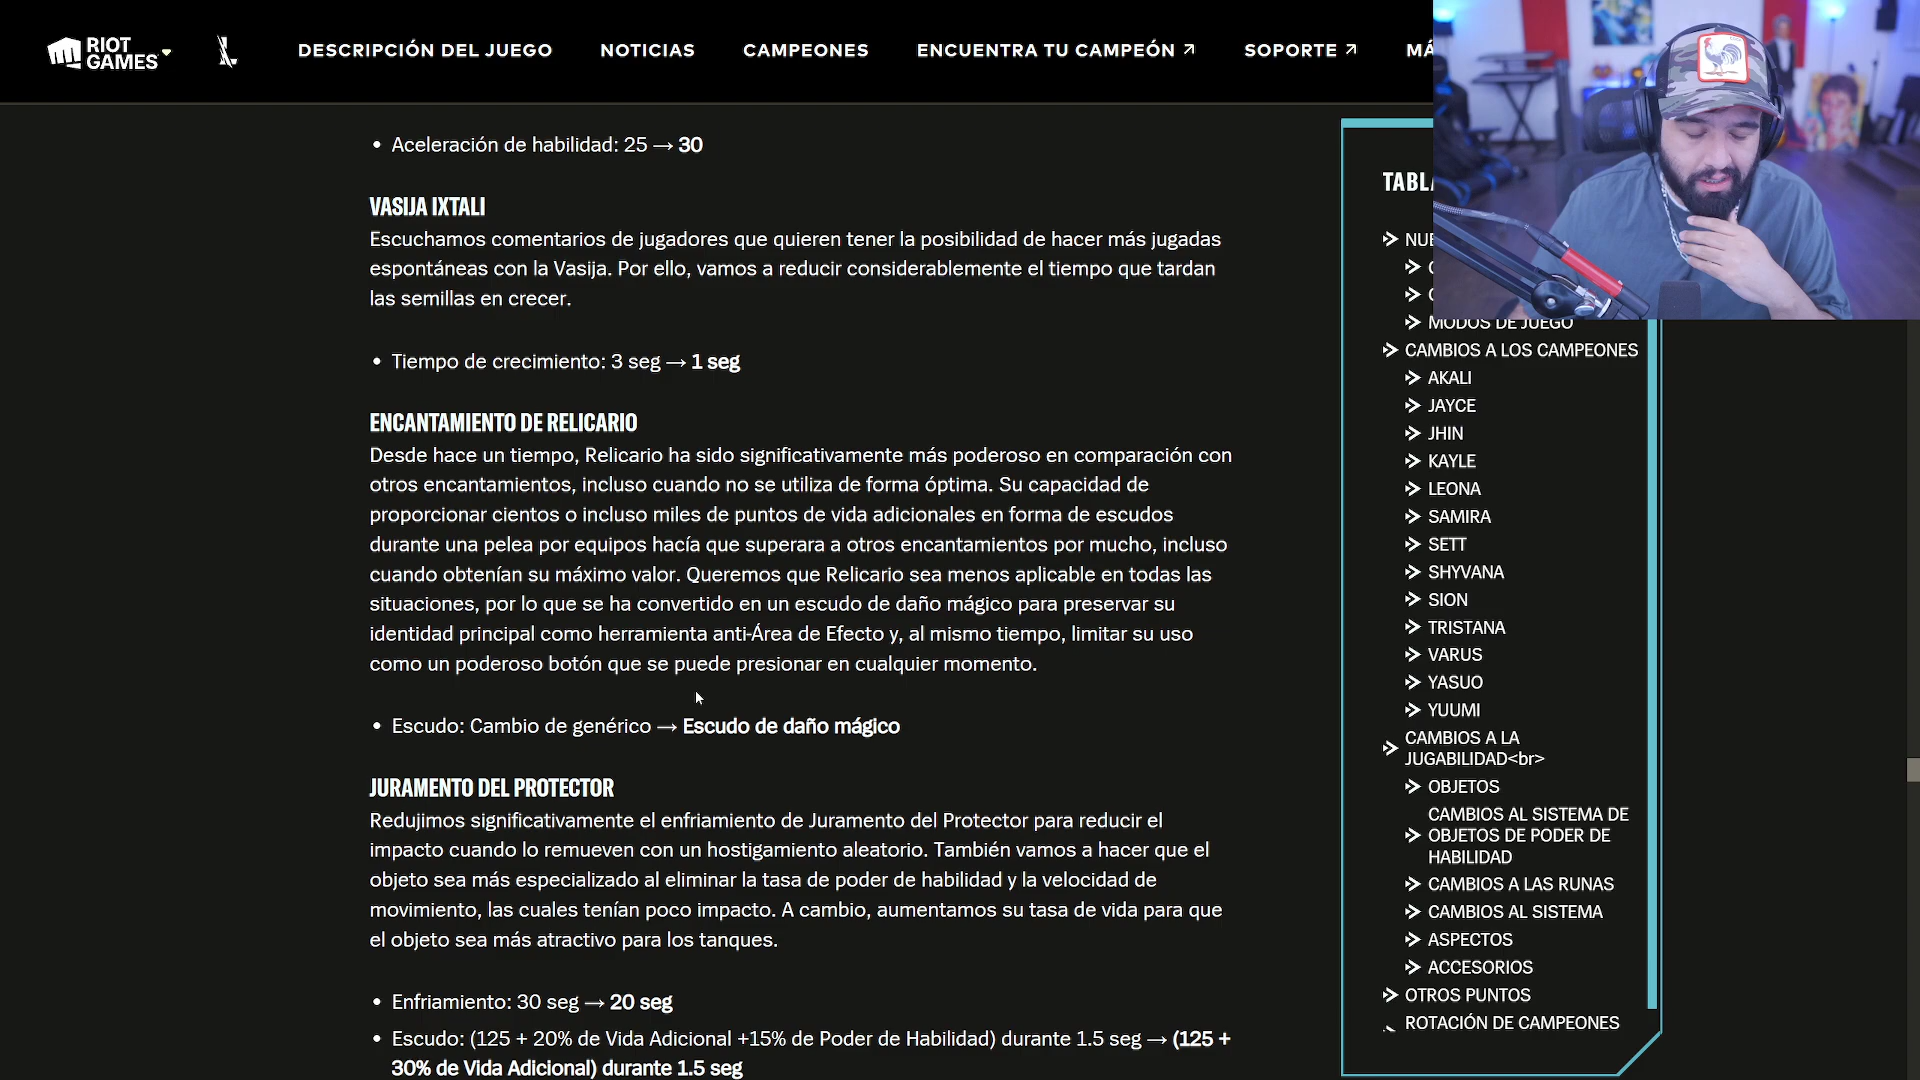 RIOT GAMES
DESCRIPCIÓN DEL JUEGO
NOTICIAS
CAMPEONES
ENCUENTRA TU CAMPEÓN
SOPORTE
• Aceleración de habilidad: 25 → 30
VASIJA IXTALI
Escuchamos comentarios de jugadores que quieren tener la posibilidad de hacer más jugadas
espontáneas con la Vasija. Por ello, vamos a reducir considerablemente el tiempo que tardan
las semillas en crecer.
• Tiempo de crecimiento: 3 seg → 1 seg
ENCANTAMIENTO DE RELICARIO
Desde hace un tiempo, Relicario ha sido significativamente más poderoso en comparación con
otros encantamientos, incluso cuando no se utiliza de forma óptima. Su capacidad de
proporcionar cientos o incluso miles de puntos de vida adicionales en forma de escudos
durante una pelea por equipos hacía que superara a otros encantamientos por mucho, incluso
cuando obtenían su máximo valor. Queremos que Relicario sea menos aplicable en todas las
situaciones, por lo que se ha convertido en un escudo de daño mágico para preservar su
identidad principal como herramienta anti-Área de Efecto y, al mismo tiempo, limitar su uso
como un poderoso botón que se puede presionar en cualquier momento.
• Escudo: Cambio de genérico → Escudo de daño mágico
JURAMENTO DEL PROTECTOR
Redujimos significativamente el enfriamiento de Juramento del Protector para reducir el
impacto cuando lo remueven con un hostigamiento aleatorio. También vamos a hacer que el
objeto sea más especializado al eliminar la tasa de poder de habilidad y la velocidad de
movimiento, las cuales tenían poco impacto. A cambio, aumentamos su tasa de vida para que
el objeto sea más atractivo para los tanques.
• Enfriamiento: 30 seg → 20 seg
• Escudo: (125 + 20% de Vida Adicional +15% de Poder de Habilidad) durante 1.5 seg → (125 +
30% de Vida Adicional) durante 1.5 seg
MODOS DE JUEGO
CAMBIOS A LOS CAMPEONES
AKALI
JAYCE
JHIN
KAYLE
LEONA
SAMIRA
SETT
SHYVANA
SION
TRISTANA
VARUS
YASUO
YUUMI
CAMBIOS A LA
JUGABILIDAD<br>
OBJETOS
CAMBIOS AL SISTEMA DE
OBJETOS DE PODER DE
HABILIDAD
CAMBIOS A LAS RUNAS
CAMBIOS AL SISTEMA
ASPECTOS
ACCESORIOS
OTROS PUNTOS
ROTACIÓN DE CAMPEONES